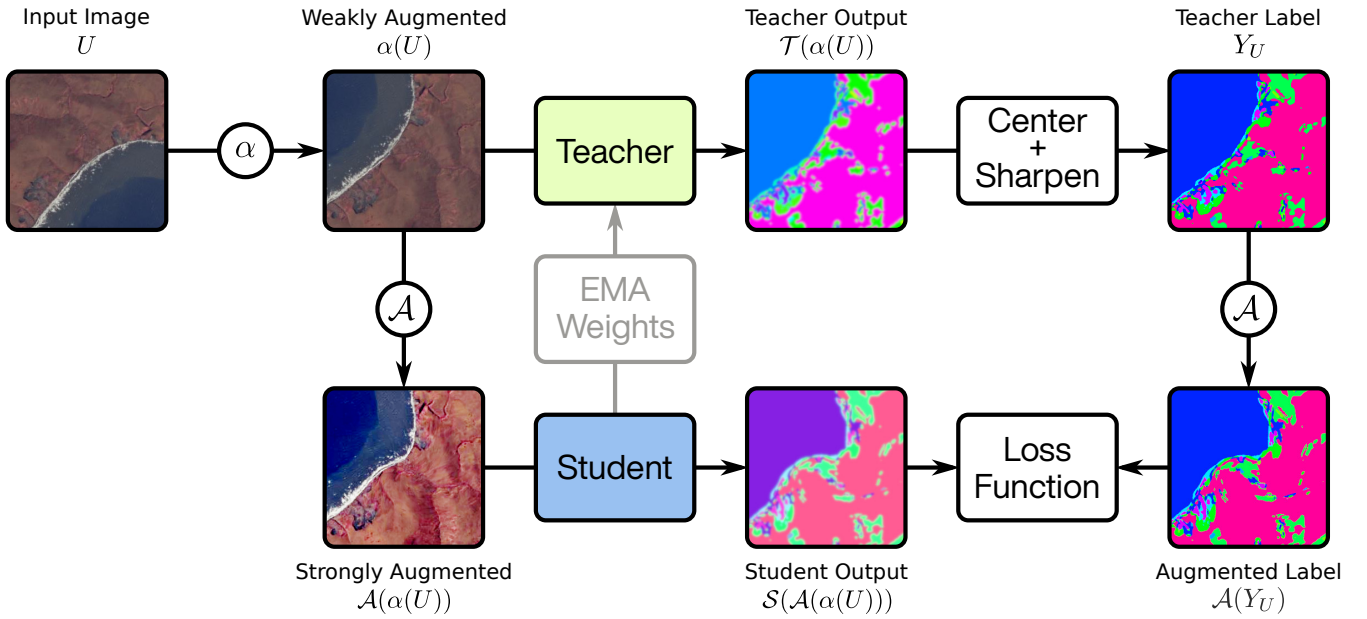 Input Image
U
Weakly Augmented
α(U)
Teacher Output
𝒯(α(U))
Teacher Label
Y_U
α
Teacher
Center
+
Sharpen
𝒜
EMA
Weights
𝒜
Student
Loss
Function
Strongly Augmented
𝒜(α(U))
Student Output
𝒮(𝒜(α(U)))
Augmented Label
𝒜(Y_U)